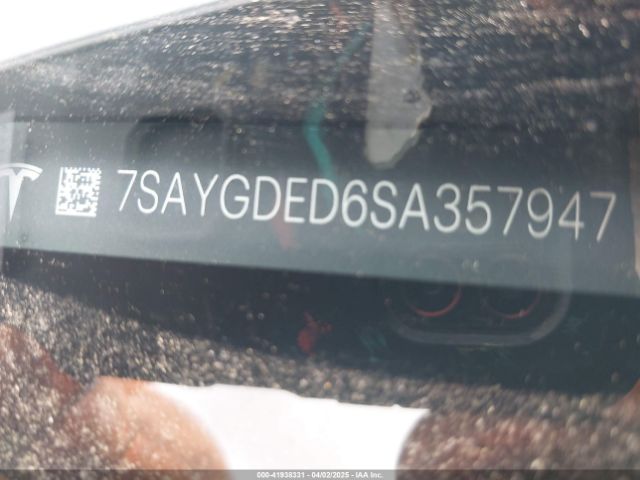 7SAYGDED6SA357947
000-41938331 - 04/02/2025 - IAA Inc.